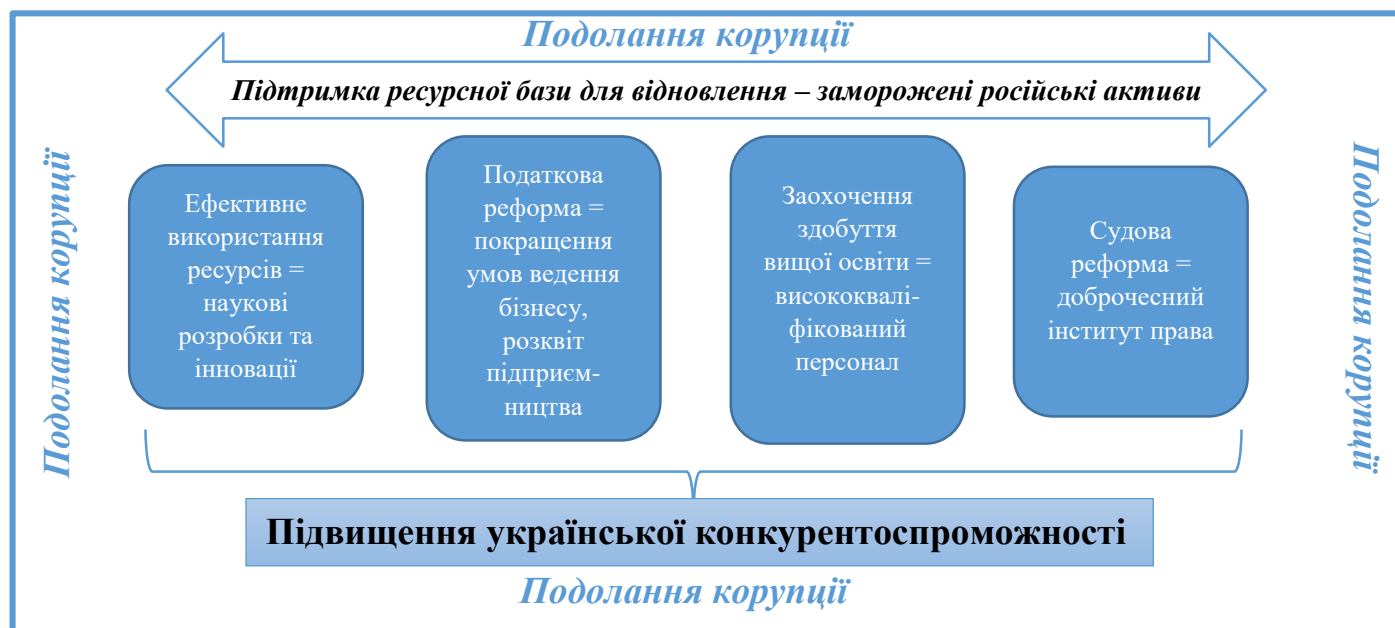 Подолання корупції
Підтримка ресурсної бази для відновлення – заморожені російські активи
Подолання корупції
Ефективне
використання
ресурсів =
наукові
розробки та
інновації
Податкова
реформа =
покращення
умов ведення
бізнесу,
розквіт
підприєм-
ництва
Заохочення
здобуття
вищої освіти =
висококвалі-
фікований
персонал
Судова
реформа =
доброчесний
інститут права
Подолання корупції
Підвищення української конкурентоспроможності
Подолання корупції